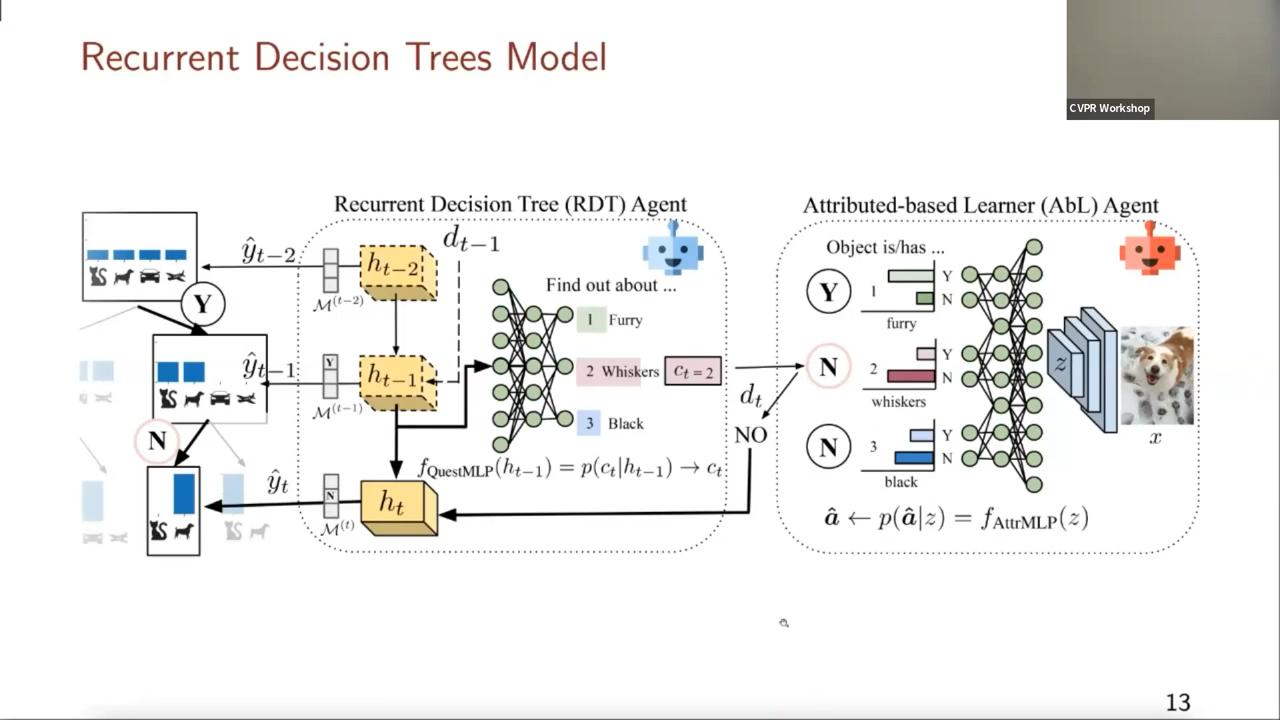 Recurrent Decision Trees Model
CVPR Workshop
Recurrent Decision Tree (RDT) Agent
Attributed-based Learner (AbL) Agent
ŷt−2
ℳ(t−2)
ht−2
dt−1
Find out about ...
1 Furry
2 Whiskers
ct = 2
3 Black
Y
ŷt−1
Y
ℳ(t−1)
ht−1
N
ŷt
N
ℳ(t)
ht
fQuestMLP(ht−1) = p(ct|ht−1) → ct
dt
NO
Object is/has ...
Y
1
Y
N
furry
N
2
Y
N
whiskers
N
3
Y
N
black
z
x
â ← p(â|z) = fAttrMLP(z)
13